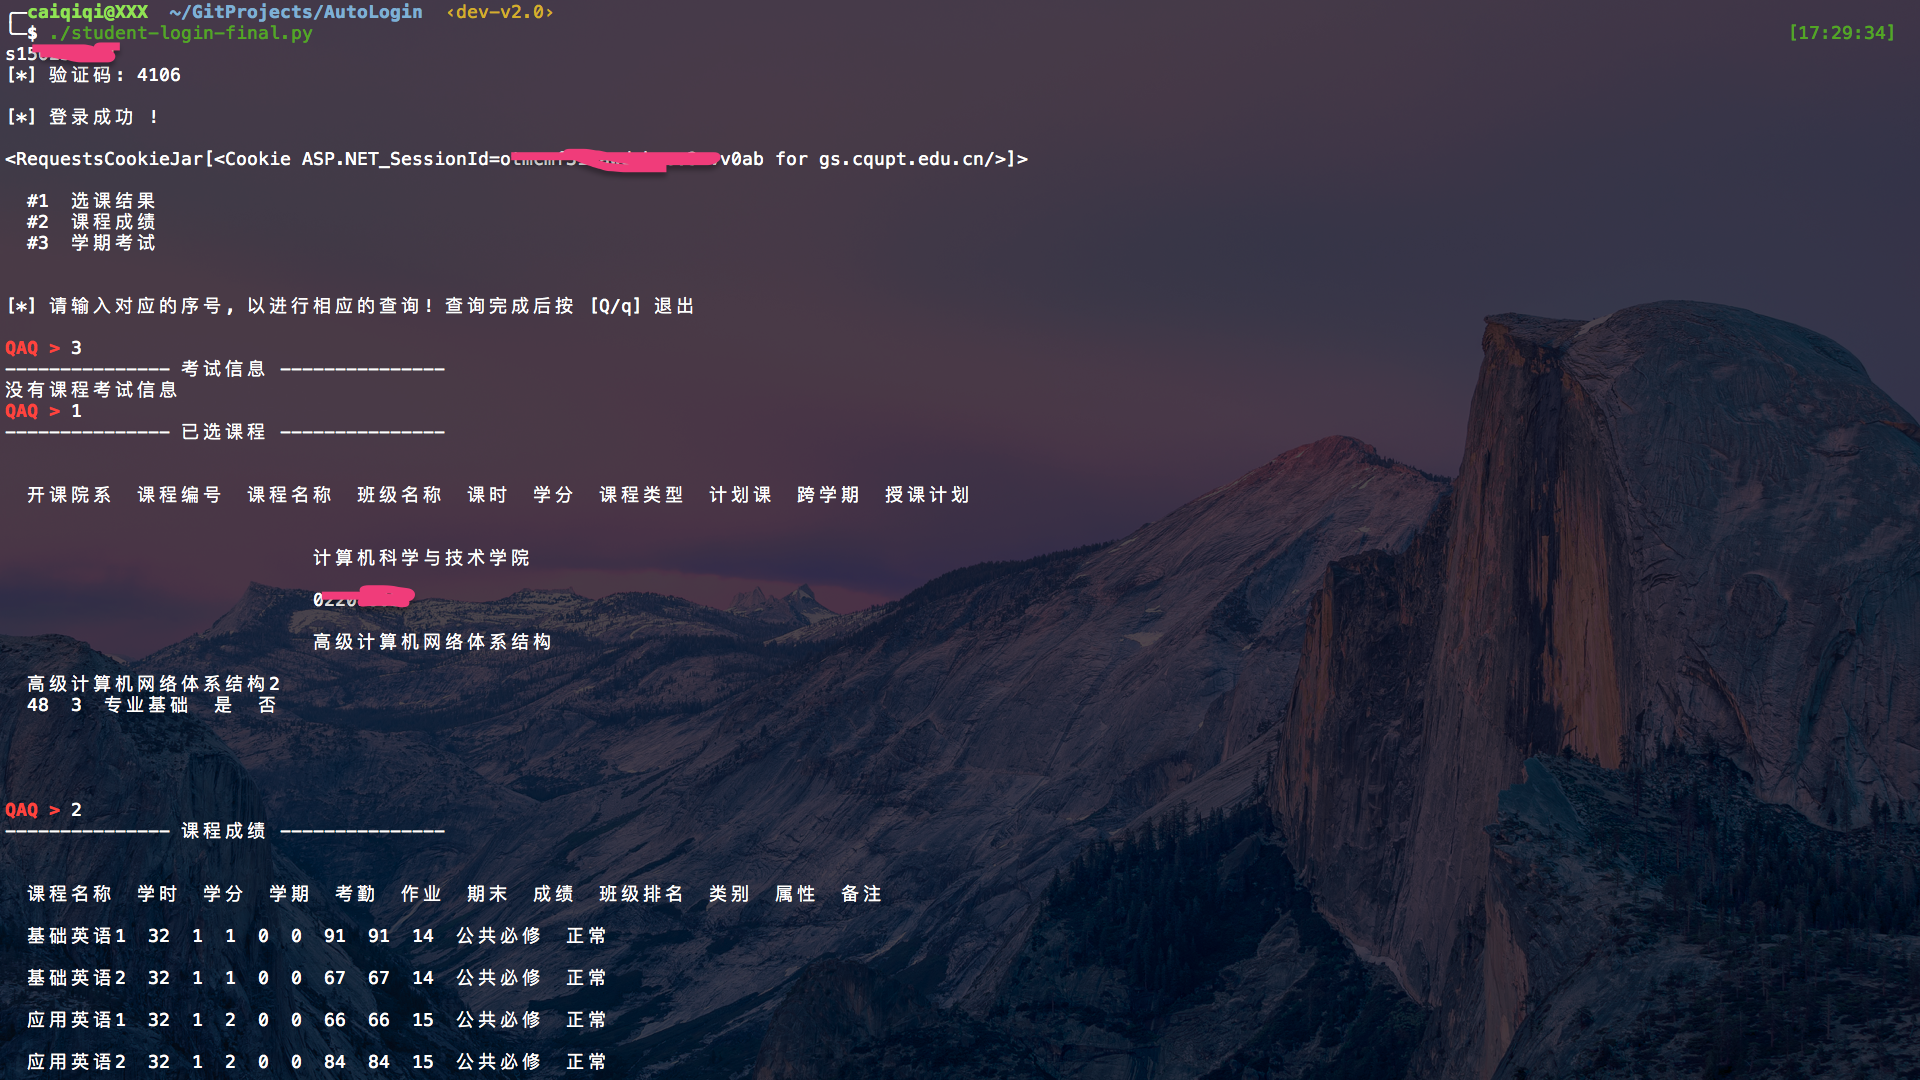 caiqiqi@XXX ~/GitProjects/AutoLogin ‹dev-v2.0›
$ ./student-login-final.py [17:29:34]
[*] 验证码: 4106
[*] 登录成功 !
<RequestsCookieJar[<Cookie ASP.NET_SessionId= v0ab for gs.cqupt.edu.cn/>]>
#1 选课结果
#2 课程成绩
#3 学期考试
[*] 请输入对应的序号, 以进行相应的查询! 查询完成后按 [Q/q] 退出
QAQ > 3
--------------- 考试信息 ---------------
没有课程考试信息
QAQ > 1
--------------- 已选课程 ---------------
开课院系 课程编号 课程名称 班级名称 课时 学分 课程类型 计划课 跨学期 授课计划
计算机科学与技术学院
高级计算机网络体系结构
高级计算机网络体系结构2
48 3 专业基础 是 否
QAQ > 2
--------------- 课程成绩 ---------------
课程名称 学时 学分 学期 考勤 作业 期末 成绩 班级排名 类别 属性 备注
基础英语1 32 1 1 0 0 91 91 14 公共必修 正常
基础英语2 32 1 1 0 0 67 67 14 公共必修 正常
应用英语1 32 1 2 0 0 66 66 15 公共必修 正常
应用英语2 32 1 2 0 0 84 84 15 公共必修 正常